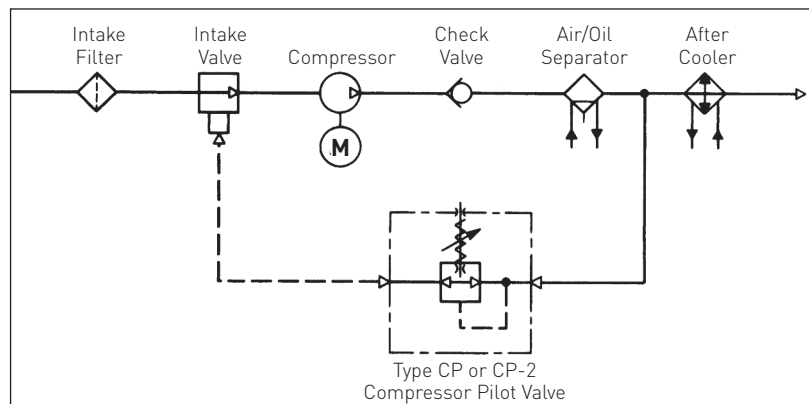 Intake
Filter
Intake
Valve
Compressor
Check
Valve
Air/Oil
Separator
After
Cooler
M
Type CP or CP-2
Compressor Pilot Valve